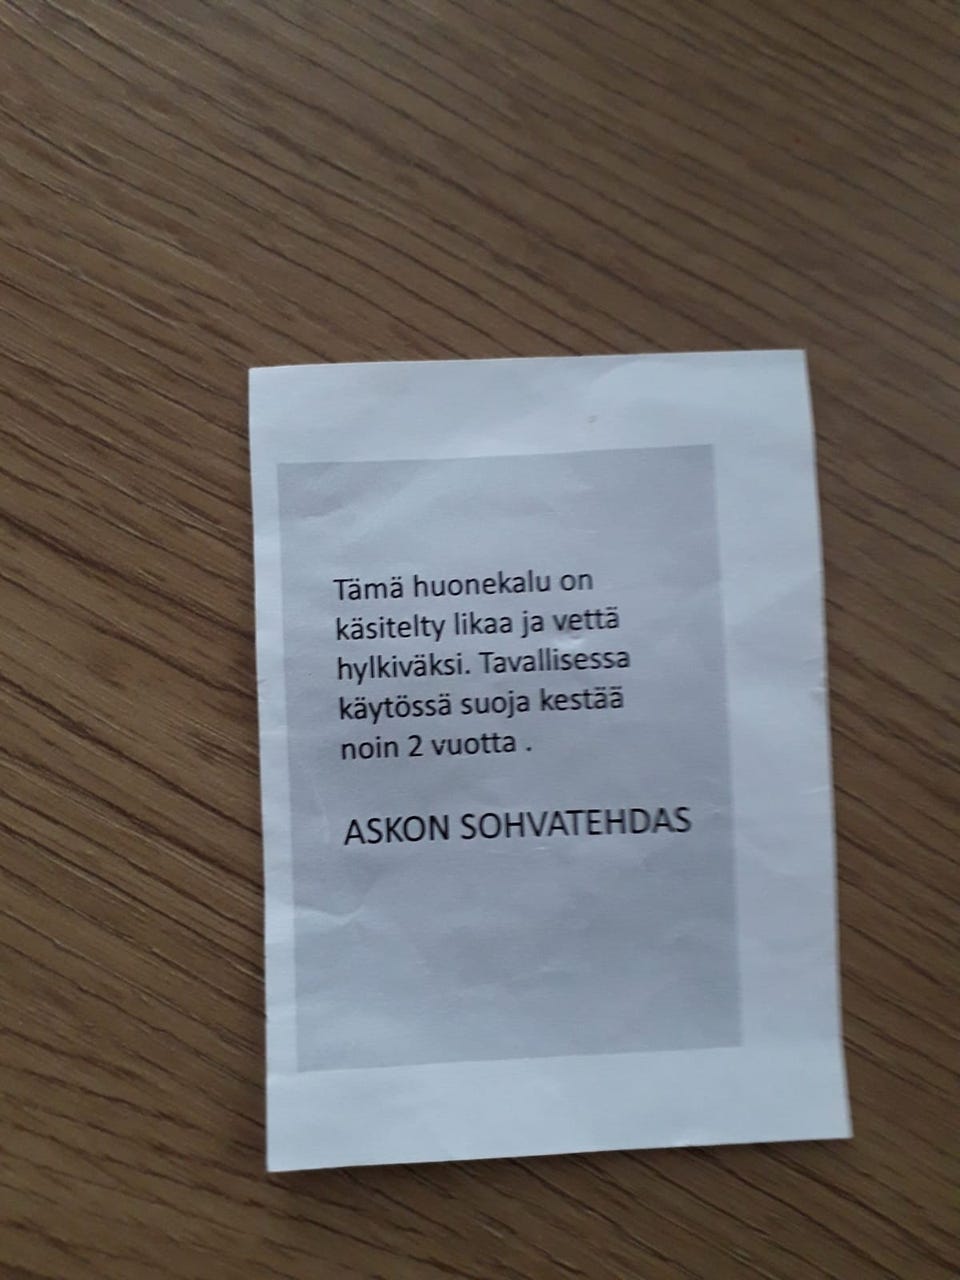 Tämä huonekalu on
käsitelty likaa ja vettä
hylkiväksi. Tavallisessa
käytössä suoja kestää
noin 2 vuotta .
ASKON SOHVATEHDAS